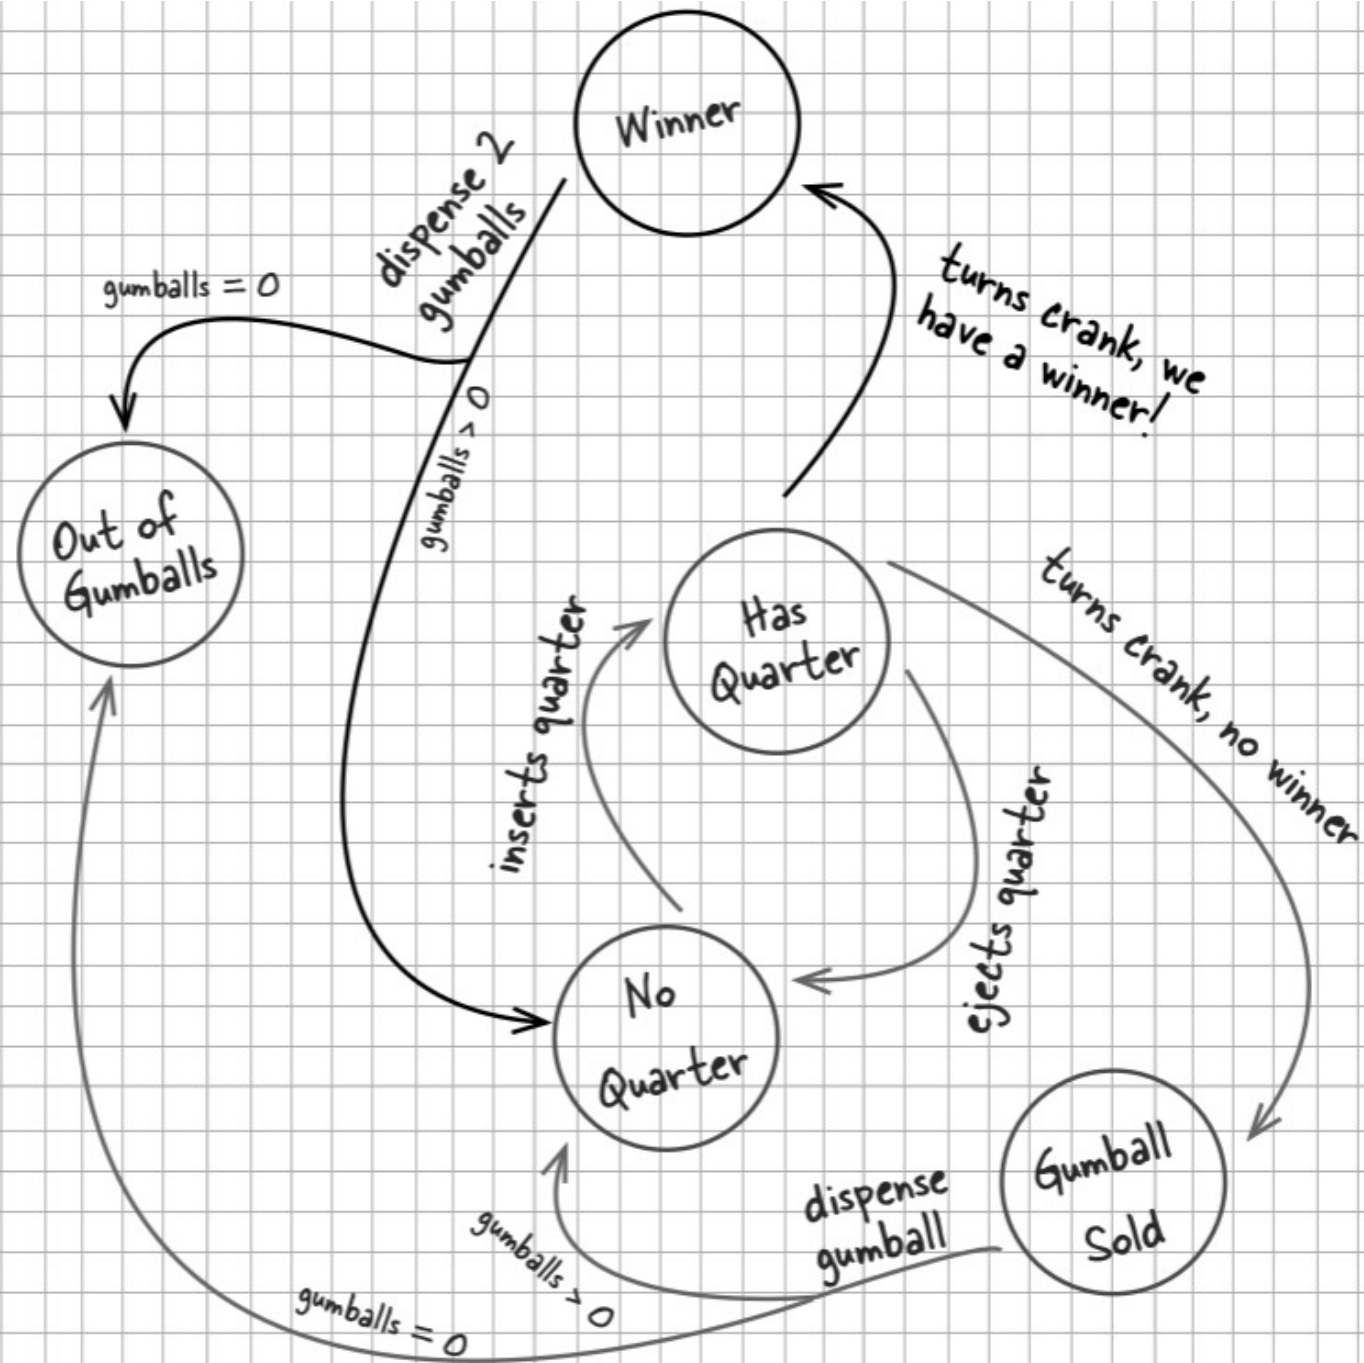 Winner
dispense 2
gumballs
gumballs = 0
turns crank, we
have a winner!
gumballs > 0
Out of
Gumballs
Has
Quarter
turns crank, no winner
inserts quarter
ejects quarter
No
Quarter
Gumball
Sold
dispense
gumball
gumballs > 0
gumballs = 0